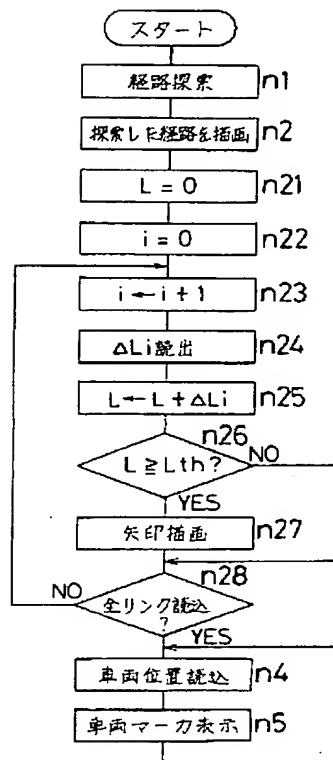 スタート
経路探索 n1
探索した経路を描画 n2
L = 0 n21
i = 0 n22
i ← i + 1 n23
ΔLi読出 n24
L ← L + ΔLi n25
n26
L ≧ Lth? NO
YES
矢印描画 n27
n28
NO 全リンク読込
? YES
車両位置読込 n4
車両マーカ表示 n5